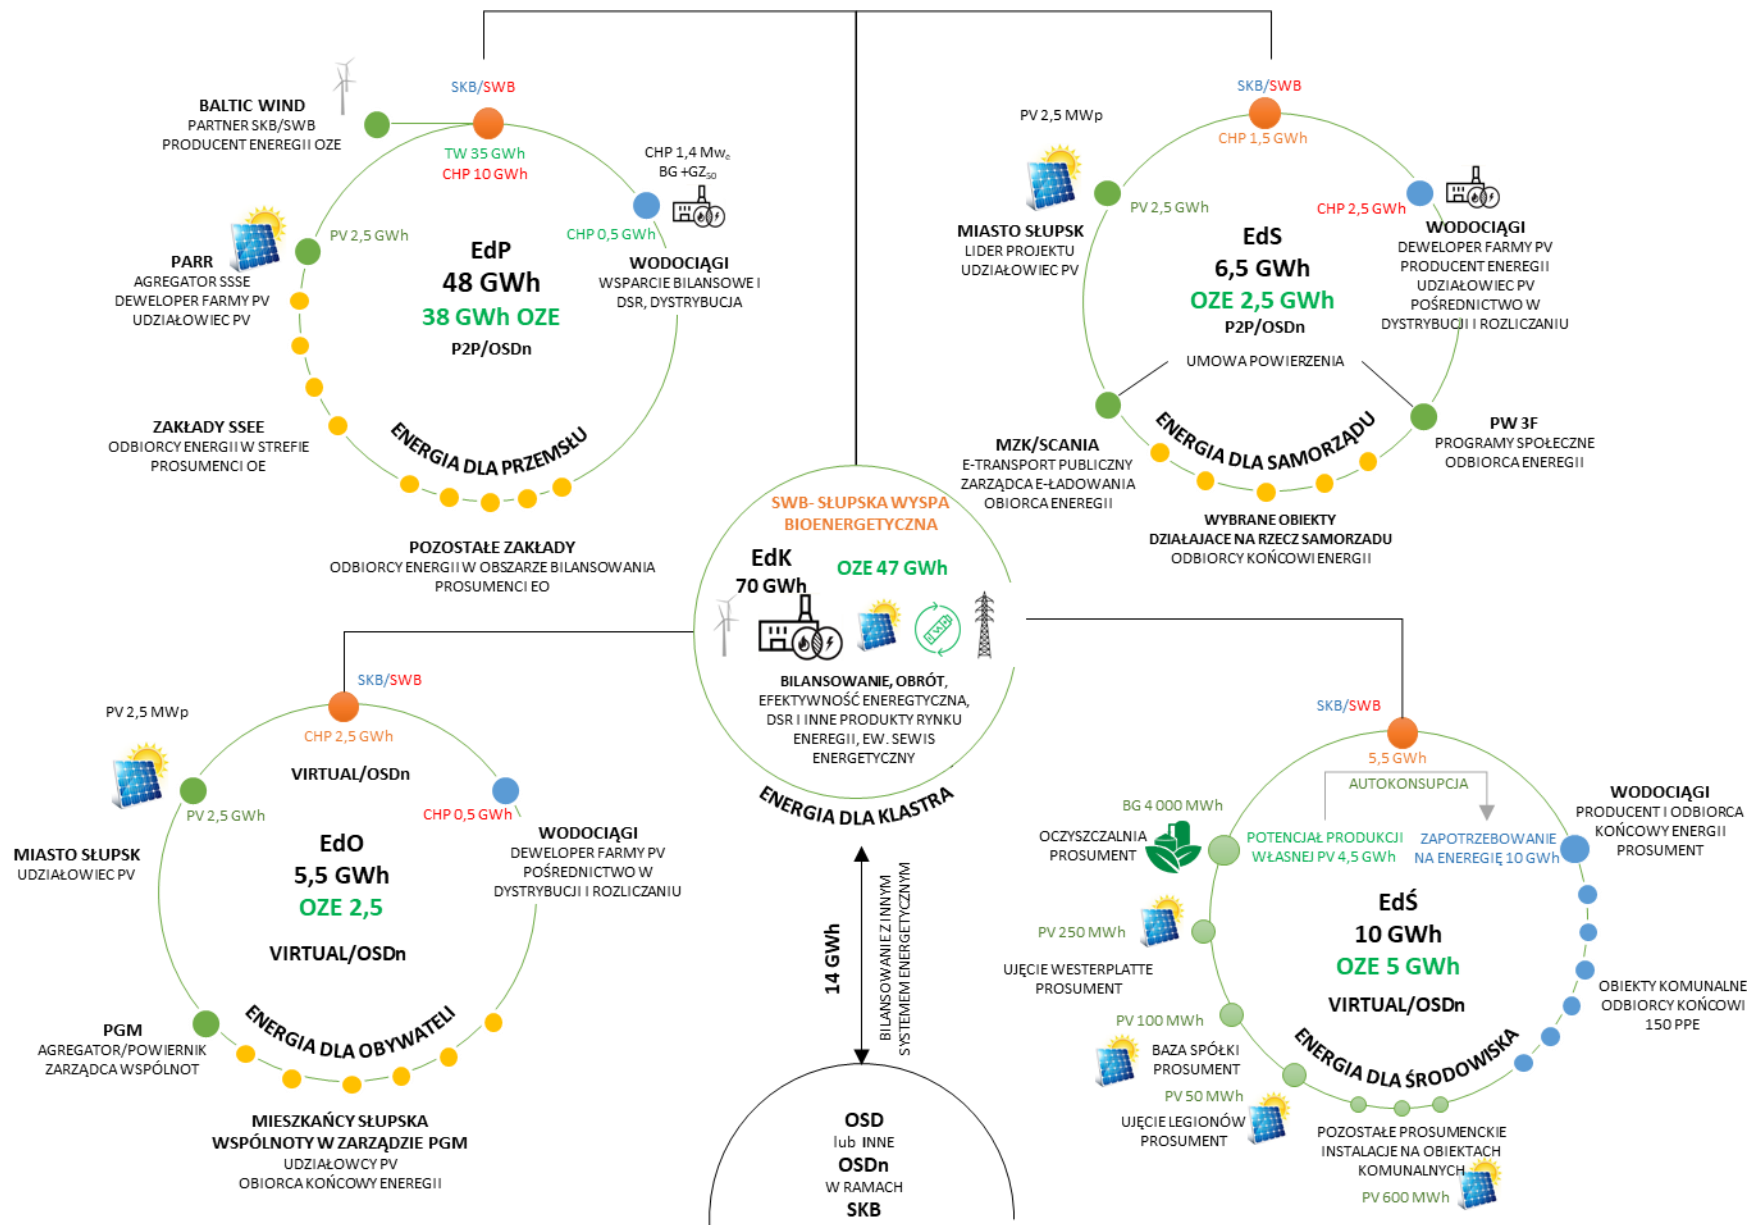 SKB/SWB
BALTIC WIND
PARTNER SKB/SWB
PRODUCENT ENEREGII OZE
TW 35 GWh
CHP 10 GWh
CHP 1,4 Mwe
BG +GZ50
PV 2,5 GWh
CHP 0,5 GWh
PARR
AGREGATOR SSSE
DEWELOPER FARMY PV
UDZIAŁOWIEC PV
EdP
48 GWh
38 GWh OZE
P2P/OSDn
WODOCIĄGI
WSPARCIE BILANSOWE I
DSR, DYSTRYBUCJA
ZAKŁADY SSEE
ODBIORCY ENERGII W STREFIE
PROSUMENCI OE
ENERGIA DLA PRZEMSŁU
POZOSTAŁE ZAKŁADY
ODBIORCY ENERGII W OBSZARZE BILANSOWANIA
PROSUMENCI EO
SKB/SWB
PV 2,5 MWp
CHP 1,5 GWh
PV 2,5 GWh
CHP 2,5 GWh
MIASTO SŁUPSK
LIDER PROJEKTU
UDZIAŁOWIEC PV
EdS
6,5 GWh
OZE 2,5 GWh
P2P/OSDn
WODOCIĄGI
DEWELOPER FARMY PV
PRODUCENT ENERGII
UDZIAŁOWIEC PV
POŚREDNICTWO W
DYSTRYBUCJI I ROZLICZANIU
UMOWA POWIERZENIA
MZK/SCANIA
E-TRANSPORT PUBLICZNY
ZARZĄDCA E-ŁADOWANIA
OBIORCA ENERGII
ENERGIA DLA SAMORZĄDU
PW 3F
PROGRAMY SPOŁECZNE
ODBIORCA ENEREGII
WYBRANE OBIEKTY
DZIAŁAJACE NA RZECZ SAMORZADU
ODBIORCY KOŃCOWI ENERGII
SWB- SŁUPSKA WYSPA
BIOENERGETYCZNA
EdK
70 GWh
OZE 47 GWh
BILANSOWANIE, OBRÓT,
EFEKTYWNOŚĆ ENEREGTYCZNA,
DSR I INNE PRODUKTY RYNKU
ENEREGII, EW. SEWIS
ENERGETYCZNY
ENERGIA DLA KLASTRA
14 GWh
BILANSOWANIE Z INNYM
SYSTEMEM ENERGETYCZNYM
OSD
lub INNE
OSDn
W RAMACH
SKB
SKB/SWB
PV 2,5 MWp
CHP 2,5 GWh
VIRTUAL/OSDn
PV 2,5 GWh
CHP 0,5 GWh
MIASTO SŁUPSK
UDZIAŁOWIEC PV
EdO
5,5 GWh
OZE 2,5
VIRTUAL/OSDn
WODOCIĄGI
DEWELOPER FARMY PV
POŚREDNICTWO W
DYSTRYBUCJI I ROZLICZANIU
PGM
AGREGATOR/POWIERNIK
ZARZĄDCA WSPÓLNOT
ENERGIA DLA OBYWATELI
MIESZKAŃCY SŁUPSKA
WSPÓLNOTY W ZARZĄDZIE PGM
UDZIAŁOWCY PV
OBIORCA KOŃCOWY ENEREGII
SKB/SWB
5,5 GWh
AUTOKONSUPCJA
BG 4 000 MWh
OCZYSZCZALNIA
PROSUMENT
POTENCJAŁ PRODUKCJI
WŁASNEJ PV 4,5 GWh
ZAPOTRZEBOWANIE
NA ENEREGIĘ 10 GWh
WODOCIĄGI
PRODUCENT I ODBIORCA
KOŃCOWY ENERGII
PROSUMENT
EdŚ
10 GWh
OZE 5 GWh
VIRTUAL/OSDn
PV 250 MWh
UJĘCIE WESTERPLATTE
PROSUMENT
OBIEKTY KOMUNALNE
ODBIORCY KOŃCOWI
150 PPE
PV 100 MWh
BAZA SPÓŁKI
PROSUMENT
PV 50 MWh
UJĘCIE LEGIONÓW
PROSUMENT
ENERGIA DLA ŚRODOWISKA
POZOSTAŁE PROSUMENCKIE
INSTALACJE NA OBIEKTACH
KOMUNALNYCH
PV 600 MWh